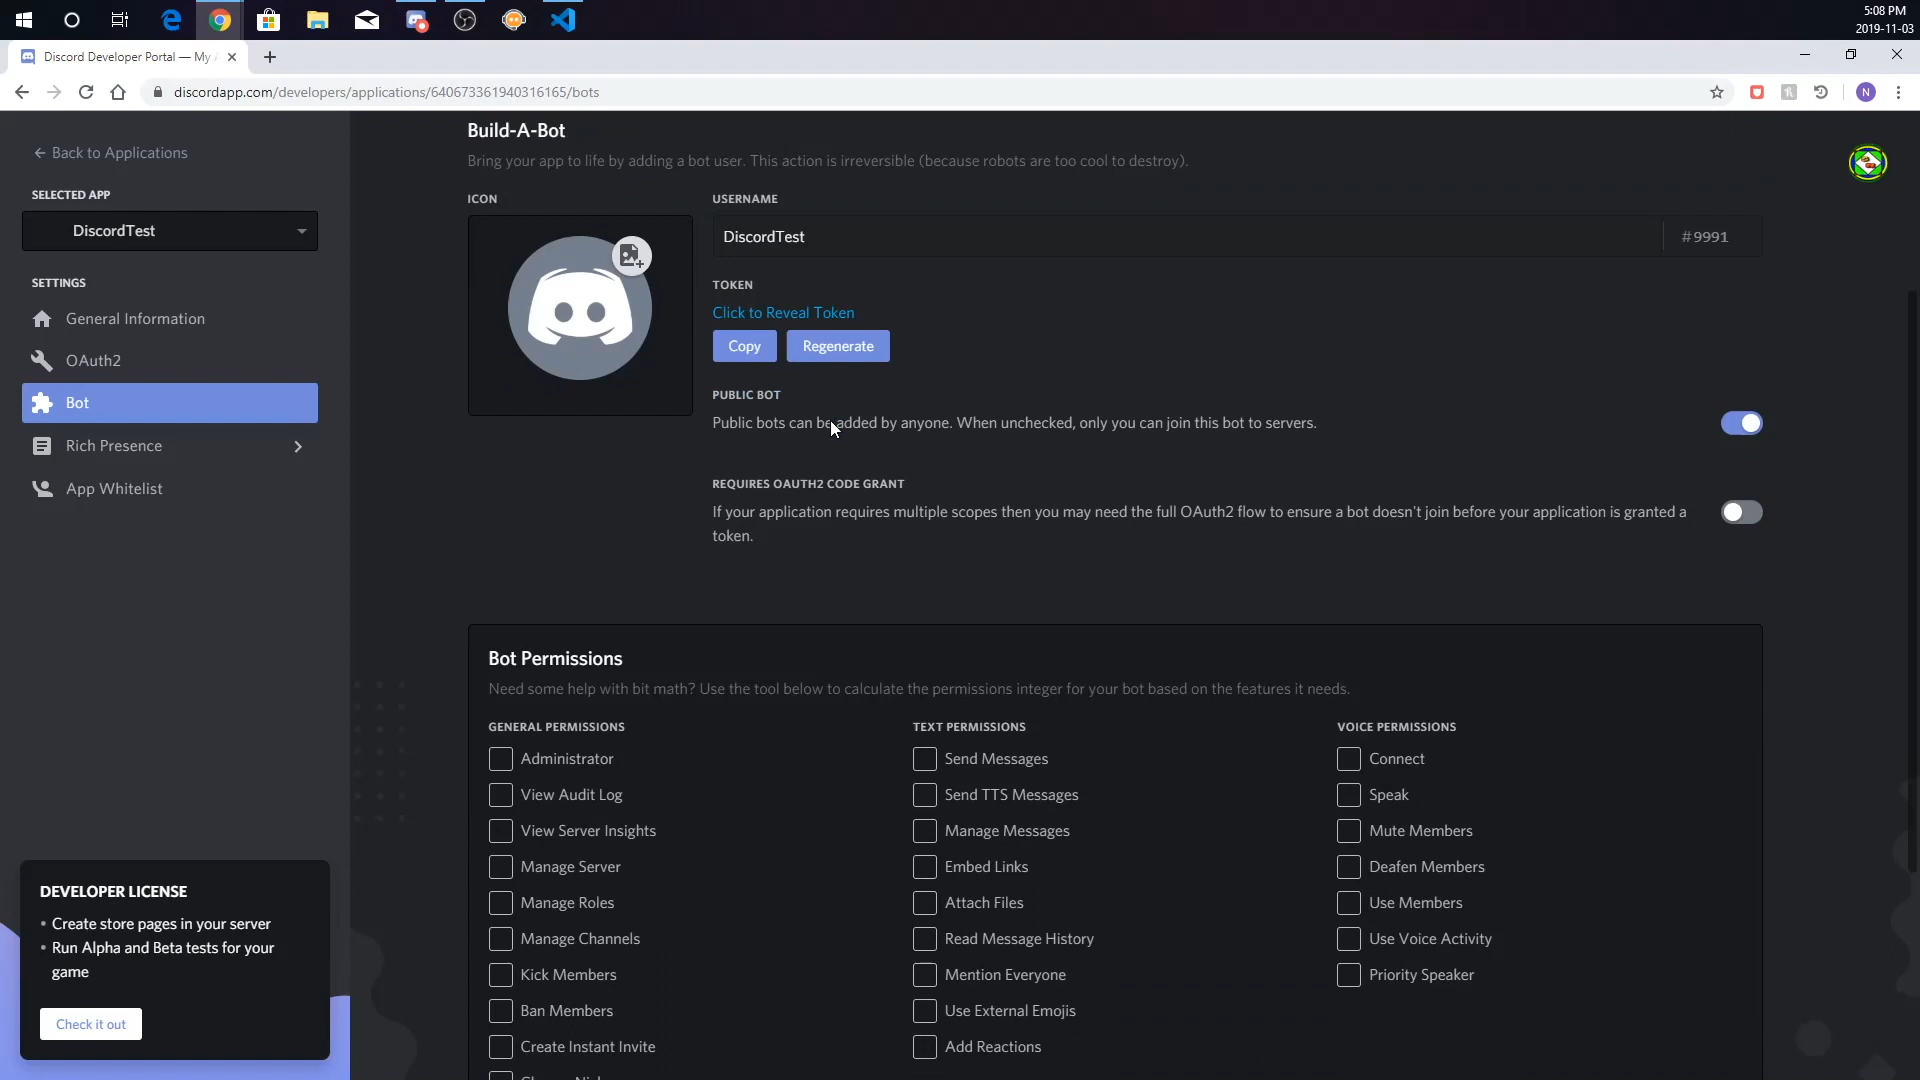 5:08 PM
2019-11-03
Discord Developer Portal — My
discordapp.com/developers/applications/640673361940316165/bots
N
Back to Applications
SELECTED APP
DiscordTest
SETTINGS
General Information
OAuth2
Bot
Rich Presence
App Whitelist
DEVELOPER LICENSE
• Create store pages in your server
• Run Alpha and Beta tests for your
game
Check it out
Build-A-Bot
Bring your app to life by adding a bot user. This action is irreversible (because robots are too cool to destroy).
ICON
USERNAME
DiscordTest
#9991
TOKEN
Click to Reveal Token
Copy
Regenerate
PUBLIC BOT
Public bots can be added by anyone. When unchecked, only you can join this bot to servers.
REQUIRES OAUTH2 CODE GRANT
If your application requires multiple scopes then you may need the full OAuth2 flow to ensure a bot doesn't join before your application is granted a
token.
Bot Permissions
Need some help with bit math? Use the tool below to calculate the permissions integer for your bot based on the features it needs.
GENERAL PERMISSIONS
Administrator
View Audit Log
View Server Insights
Manage Server
Manage Roles
Manage Channels
Kick Members
Ban Members
Create Instant Invite
TEXT PERMISSIONS
Send Messages
Send TTS Messages
Manage Messages
Embed Links
Attach Files
Read Message History
Mention Everyone
Use External Emojis
Add Reactions
VOICE PERMISSIONS
Connect
Speak
Mute Members
Deafen Members
Use Members
Use Voice Activity
Priority Speaker